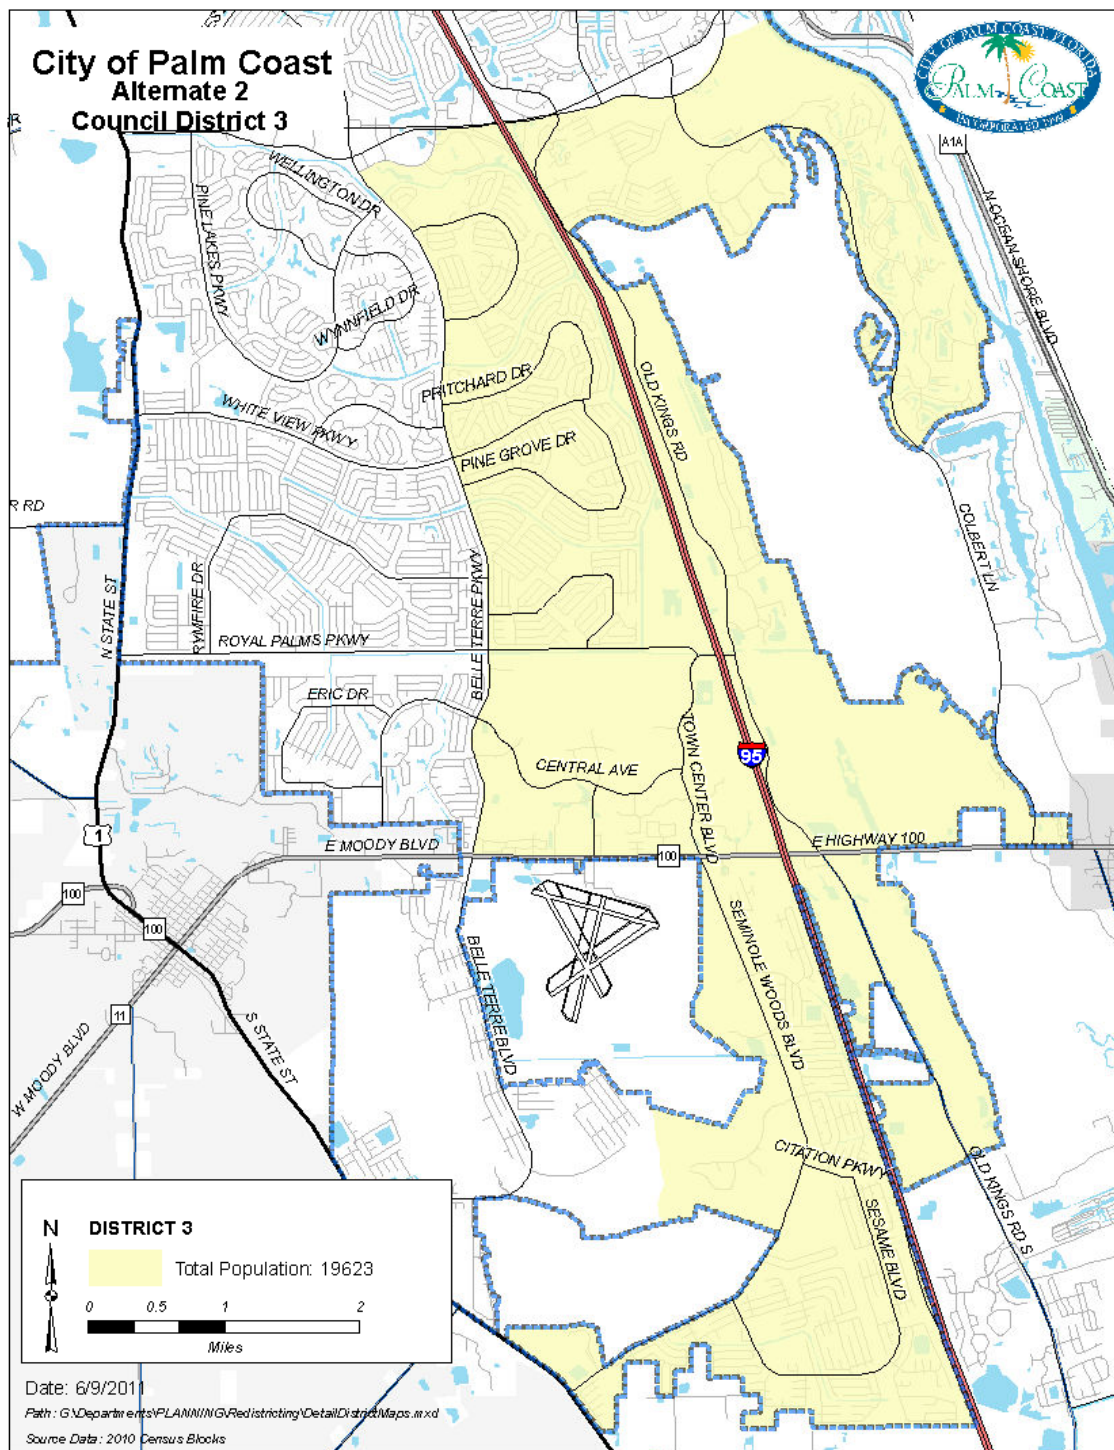 City of Palm Coast
Alternate 2
Council District 3
CITY OF PALM COAST, FLORIDA
PALM COAST
INCORPORATED 1999
A1A
N OCEAN SHORE BLVD
WELLINGTON DR
PINE LAKES PKWY
WYNNFIELD DR
PRITCHARD DR
OLD KINGS RD
WHITE VIEW PKWY
PINE GROVE DR
R RD
COLBERT LN
N STATE ST
RYMFIRE DR
BELLE TERRE PKWY
ROYAL PALMS PKWY
ERIC DR
TOWN CENTER BLVD
95
CENTRAL AVE
1
E MOODY BLVD
100
E HIGHWAY 100
100
100
SEMINOLE WOODS BLVD
BELLE TERRE BLVD
11
W MOODY BLVD
S STATE ST
CITATION PKWY
OLD KINGS RD S
SESAME BLVD
N
DISTRICT 3
Total Population: 19623
0 0.5 1 2
Miles
Date: 6/9/2011
Path: G:\Departments\PLANNING\Redistricting\DetailDistrictMaps.mxd
Source Data: 2010 Census Blocks